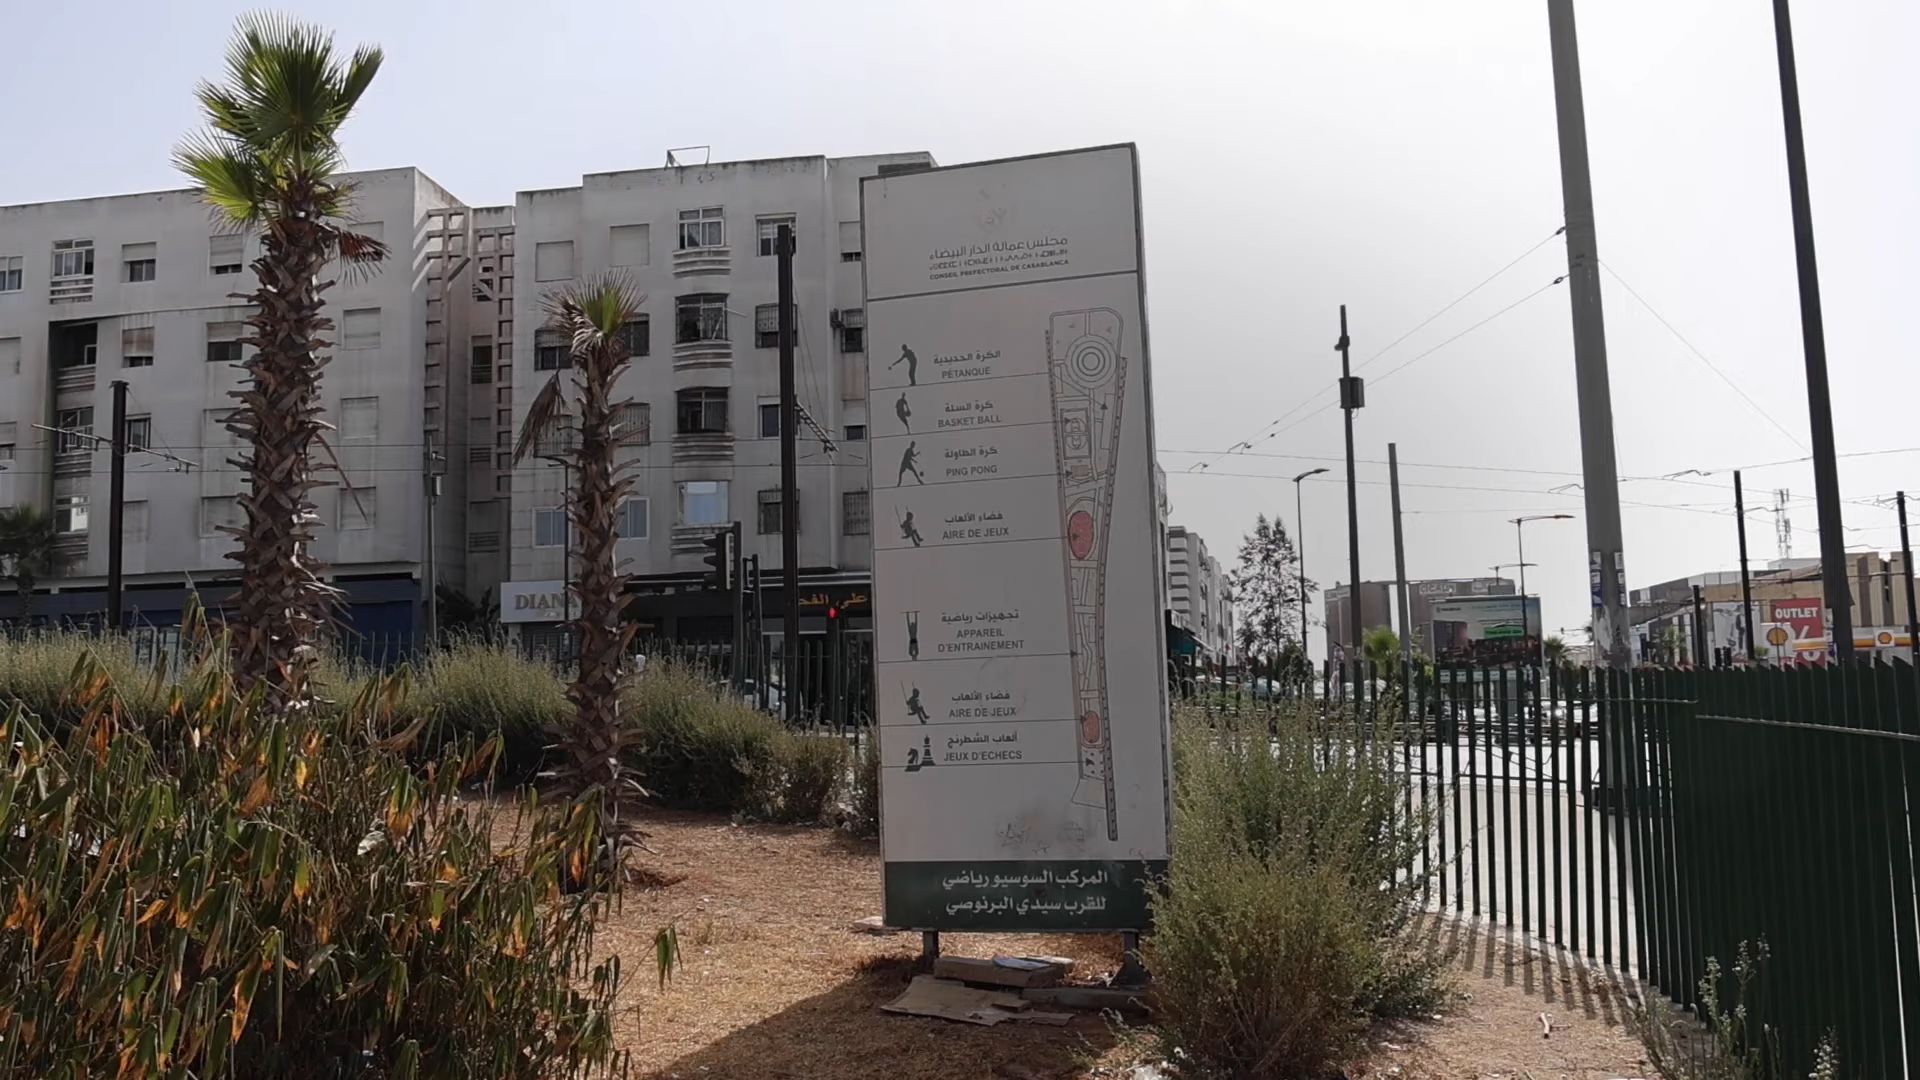 مجلس عمالة الدار البيضاء
CONSEIL PREFECTORAL DE CASABLANCA
الكرة الحديدية
PÉTANQUE
كرة السلة
BASKET BALL
كرة الطاولة
PING PONG
فضاء الألعاب
AIRE DE JEUX
تجهيزات رياضية
APPAREIL
D'ENTRAINEMENT
فضاء الألعاب
AIRE DE JEUX
ألعاب الشطرنج
JEUX D'ECHECS
المركب السوسيو رياضي
للقرب سيدي البرنوصي
DIANA
على
OUTLET
%